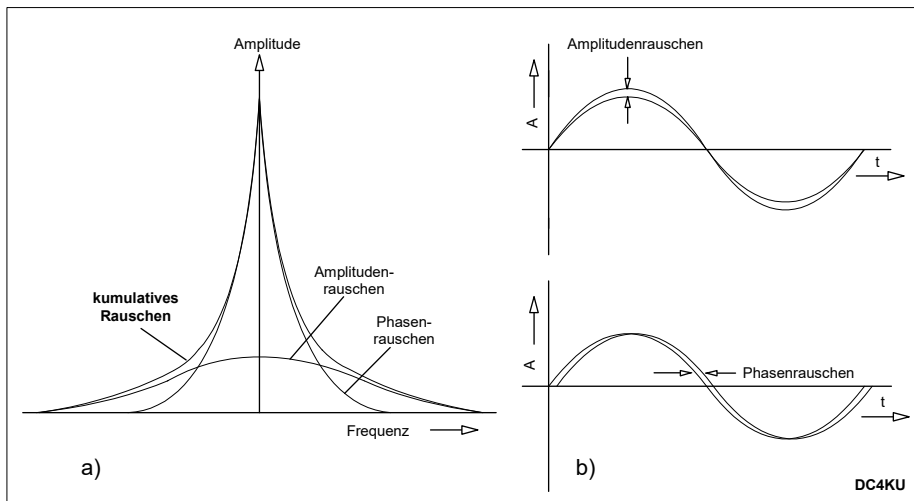 Amplitude
kumulatives
Rauschen
Amplituden-
rauschen
Phasen-
rauschen
Frequenz
a)
Amplitudenrauschen
A
t
A
Phasenrauschen
t
b)
DC4KU